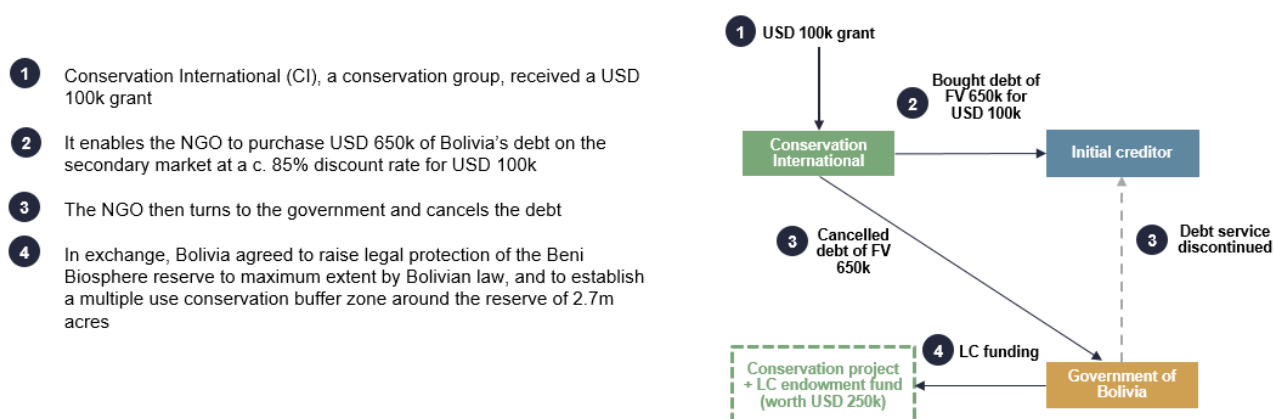 1
Conservation International (CI), a conservation group, received a USD
100k grant
2
It enables the NGO to purchase USD 650k of Bolivia's debt on the
secondary market at a c. 85% discount rate for USD 100k
3
The NGO then turns to the government and cancels the debt
4
In exchange, Bolivia agreed to raise legal protection of the Beni
Biosphere reserve to maximum extent by Bolivian law, and to establish
a multiple use conservation buffer zone around the reserve of 2.7m
acres
1 USD 100k grant
Bought debt of
2 FV 650k for
USD 100k
Conservation
International
Initial creditor
3 Cancelled
debt of FV
650k
3 Debt service
discontinued
4 LC funding
Conservation project
+ LC endowment fund
(worth USD 250k)
Government of
Bolivia